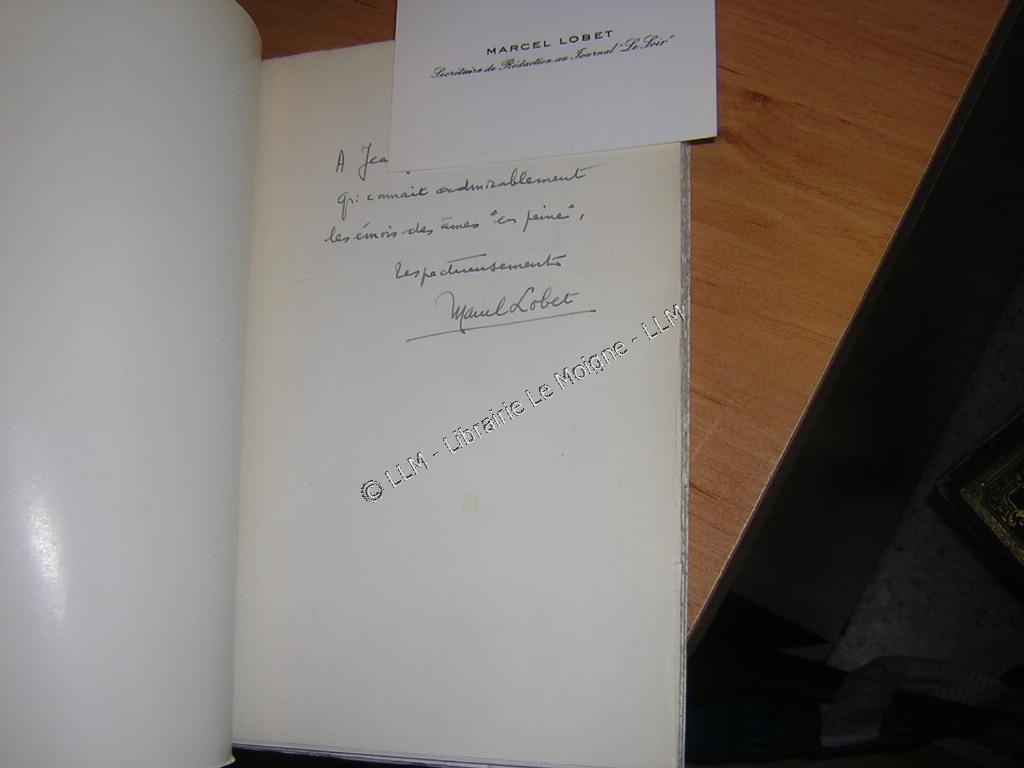 MARCEL LOBET
Secrétaire de Rédaction au Journal "Le Soir"
A Jea
qui connait admirablement
les émois des âmes "en peine",
respectueusement
Marcel Lobet
© LLM - Librairie Le Moigne - LLM